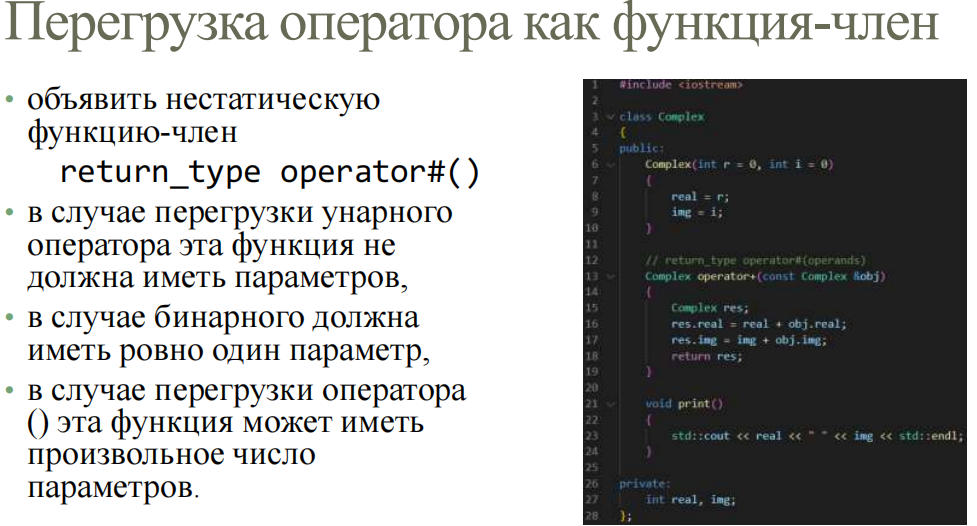 Перегрузка оператора как функция-член
• объявить нестатическую
функцию-член
return_type operator#()
• в случае перегрузки унарного
оператора эта функция не
должна иметь параметров,
• в случае бинарного должна
иметь ровно один параметр,
• в случае перегрузки оператора
() эта функция может иметь
произвольное число
параметров.
1 #include <iostream>
2
3 class Complex
4 {
5 public:
6 Complex(int r = 0, int i = 0)
7 {
8 real = r;
9 img = i;
10 }
11
12 // return_type operator#(operands)
13 Complex operator+(const Complex &obj)
14 {
15 Complex res;
16 res.real = real + obj.real;
17 res.img = img + obj.img;
18 return res;
19 }
20
21 void print()
22 {
23 std::cout << real << " " << img << std::endl;
24 }
25
26 private:
27 int real, img;
28 };